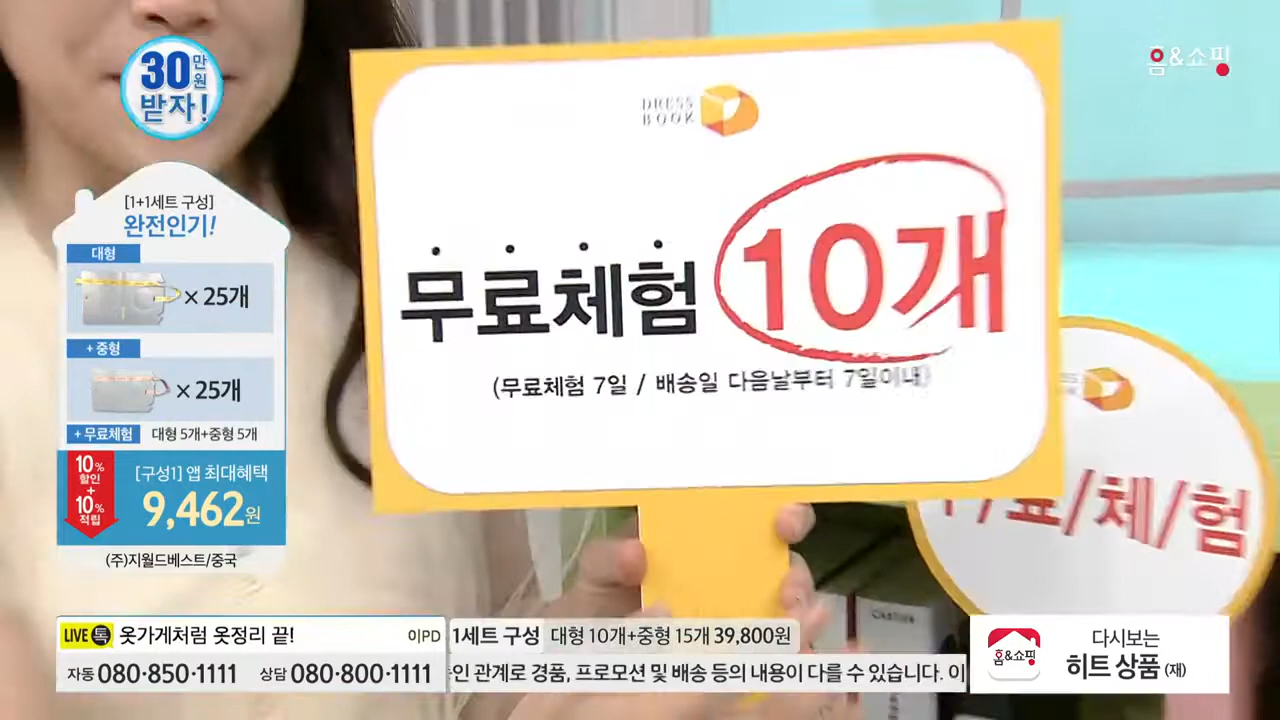 30만원
받자!
홈&쇼핑
DRESS
BOOK
무료체험 10개
(무료체험 7일 / 배송일 다음날부터 7일이내)
[1+1세트 구성]
완전인기!
대형
× 25개
+ 중형
× 25개
+ 무료체험 대형 5개+중형 5개
10% 할인
+
10% 적립
[구성1] 앱 최대혜택
9,462원
(주)지월드베스트/중국
/료/체/험
LIVE 톡 옷가게처럼 옷정리 끝! 이PD
자동 080·850·1111 상담 080·800·1111
1세트 구성 대형 10개+중형 15개 39,800원
인 관계로 경품, 프로모션 및 배송 등의 내용이 다를 수 있습니다. 이
홈&쇼핑
다시보는
히트 상품 (재)